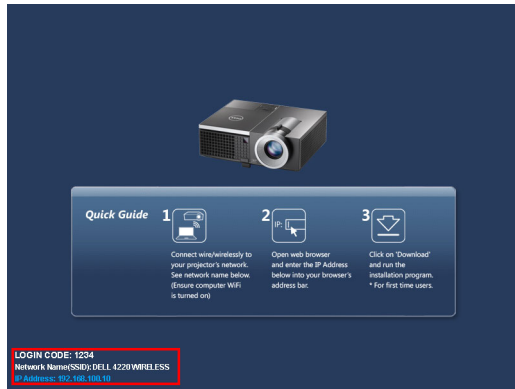 DELL
Quick Guide
1
Connect wire/wirelessly to
your projector's network.
See network name below.
(Ensure computer WiFi
is turned on)
2
IP:
Open web browser
and enter the IP Address
below into your browser's
address bar.
3
Click on 'Download'
and run the
installation program.
* For first time users.
LOGIN CODE: 1234
Network Name(SSID): DELL 4220 WIRELESS
IP Address: 192.168.100.10